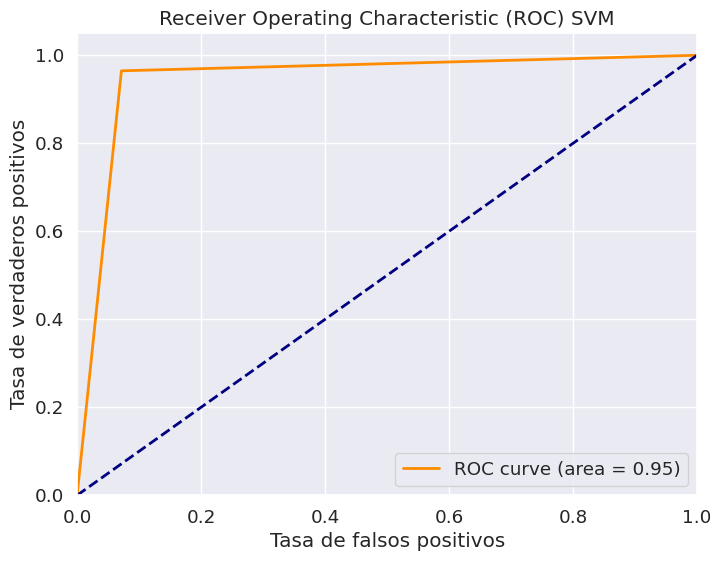 Receiver Operating Characteristic (ROC) SVM
Tasa de verdaderos positivos
1.0
0.8
0.6
0.4
0.2
0.0
ROC curve (area = 0.95)
0.0 0.2 0.4 0.6 0.8 1.0
Tasa de falsos positivos